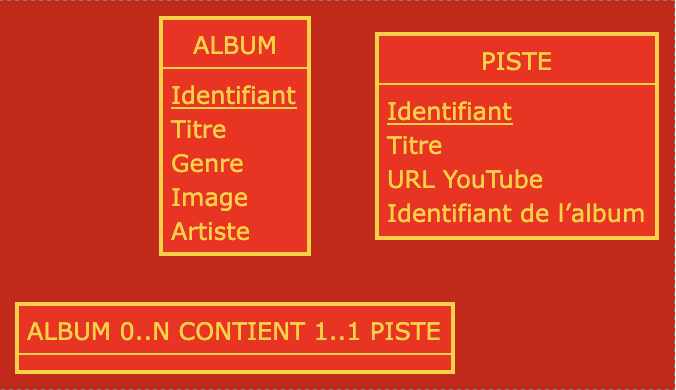 ALBUM
Identifiant
Titre
Genre
Image
Artiste
PISTE
Identifiant
Titre
URL YouTube
Identifiant de l’album
ALBUM 0..N CONTIENT 1..1 PISTE